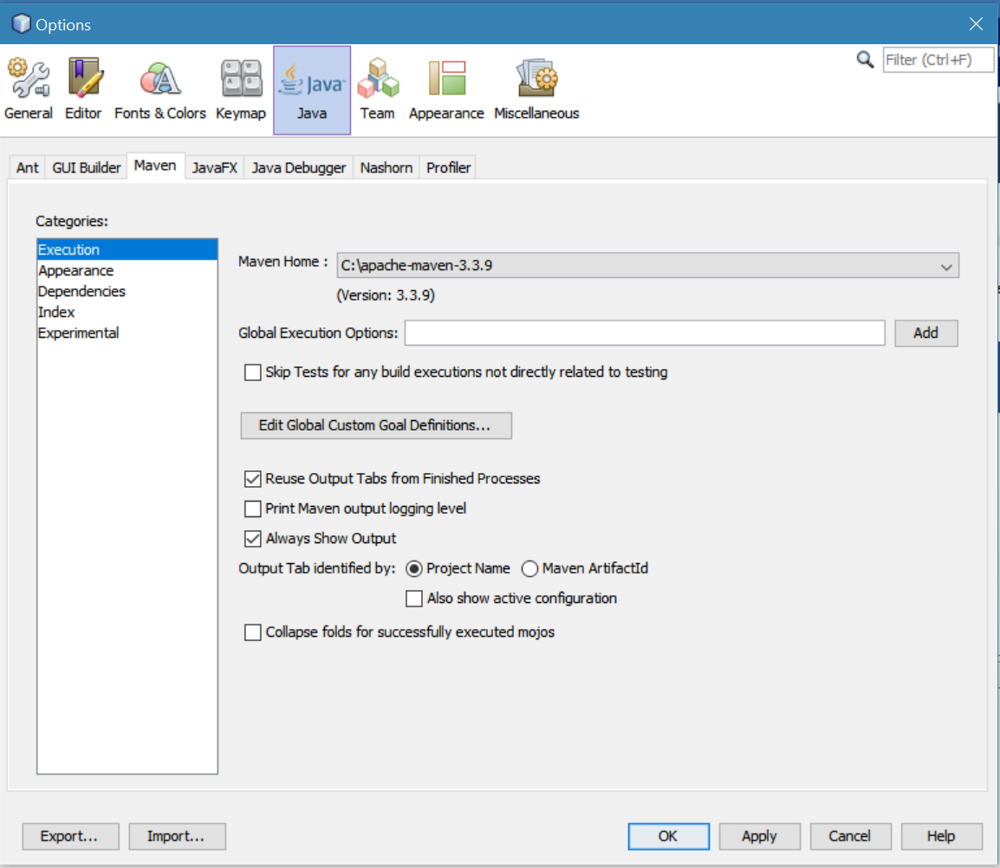 Options
Filter (Ctrl+F)
Java
General Editor Fonts & Colors Keymap Java Team Appearance Miscellaneous
Ant GUI Builder Maven JavaFX Java Debugger Nashorn Profiler
Categories:
Execution
Appearance
Dependencies
Index
Experimental
Maven Home : C:\apache-maven-3.3.9
(Version: 3.3.9)
Global Execution Options: Add
Skip Tests for any build executions not directly related to testing
Edit Global Custom Goal Definitions...
Reuse Output Tabs from Finished Processes
Print Maven output logging level
Always Show Output
Output Tab identified by: Project Name Maven ArtifactId
Also show active configuration
Collapse folds for successfully executed mojos
Export... Import... OK Apply Cancel Help